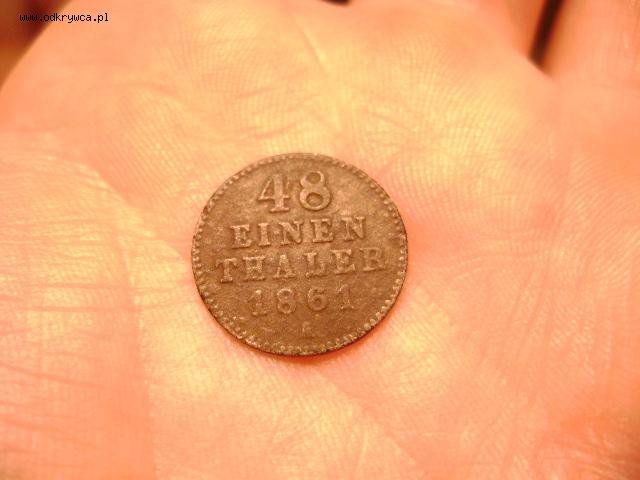 www.odkrywca.pl
48
EINEN
THALER
1861
A